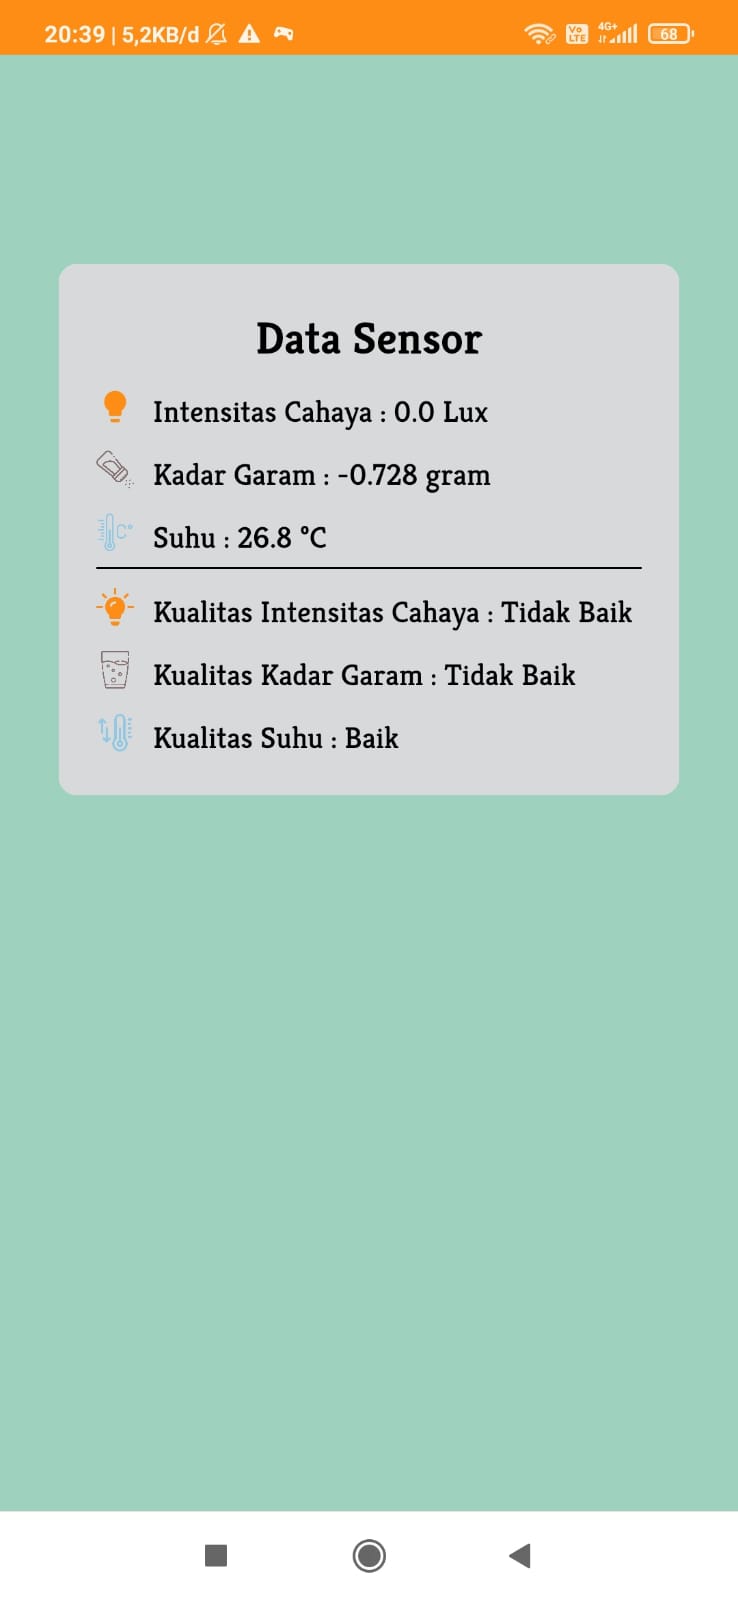 20:39 | 5,2KB/d
Vo LTE 4G+ 68
Data Sensor
Intensitas Cahaya : 0.0 Lux
Kadar Garam : -0.728 gram
C°
Suhu : 26.8 °C
Kualitas Intensitas Cahaya : Tidak Baik
Kualitas Kadar Garam : Tidak Baik
Kualitas Suhu : Baik